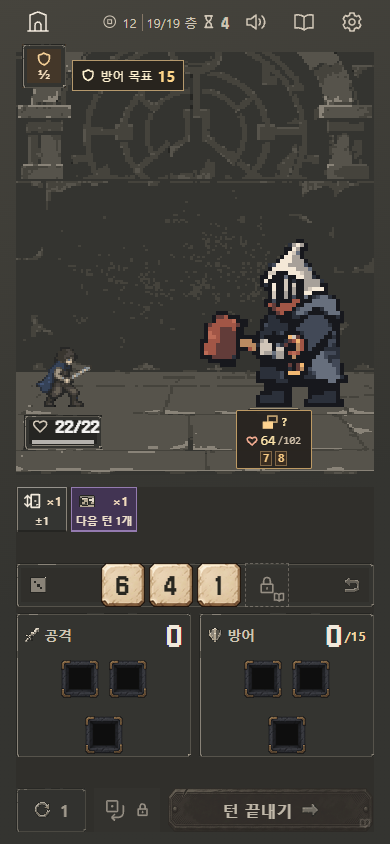 12 19/19 층 4
½
방어 목표 15
22/22
?
64/102
7 8
×1
±1
×1
다음 턴 1개
6 4 1
공격 0
방어 0/15
1
턴 끝내기